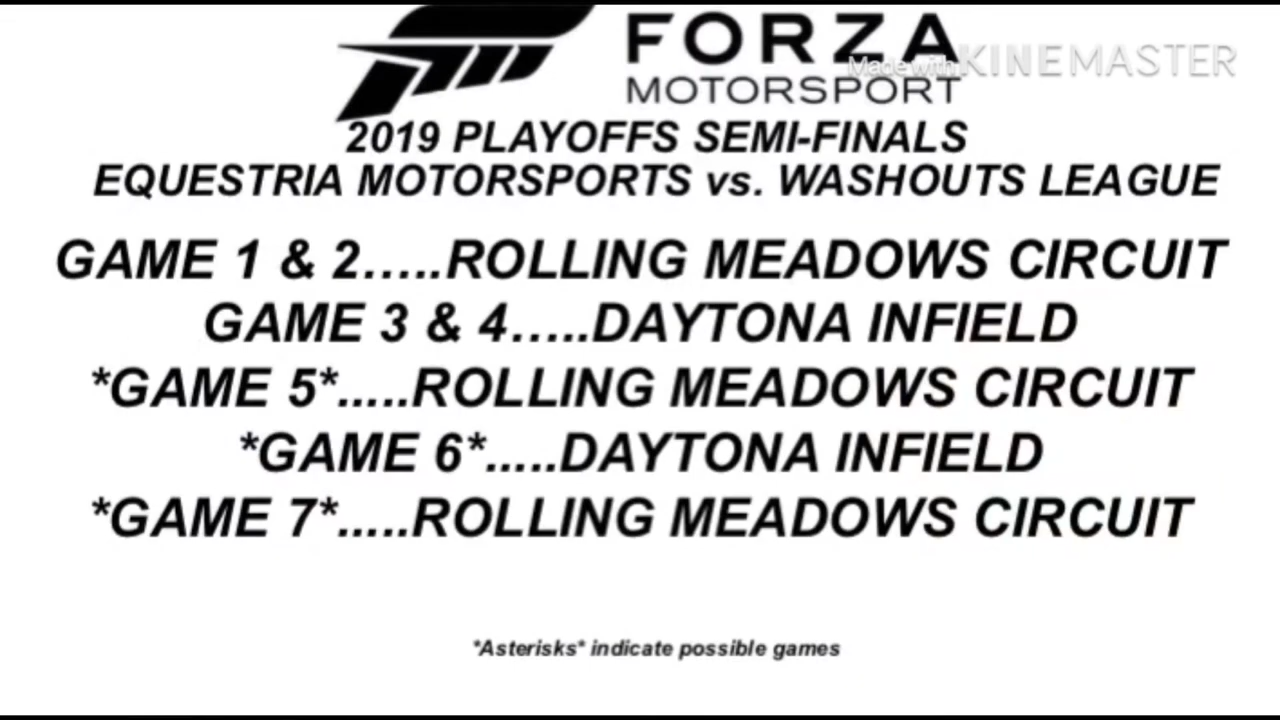 FORZA
Made with KINEMASTER
MOTORSPORT
2019 PLAYOFFS SEMI-FINALS
EQUESTRIA MOTORSPORTS vs. WASHOUTS LEAGUE
GAME 1 & 2.....ROLLING MEADOWS CIRCUIT
GAME 3 & 4.....DAYTONA INFIELD
*GAME 5*.....ROLLING MEADOWS CIRCUIT
*GAME 6*.....DAYTONA INFIELD
*GAME 7*.....ROLLING MEADOWS CIRCUIT
*Asterisks* indicate possible games